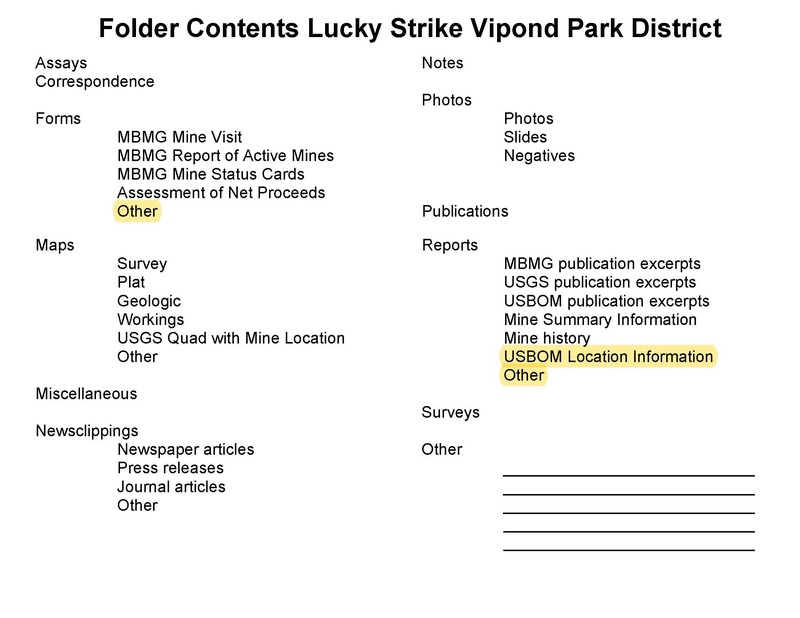 Folder Contents Lucky Strike Vipond Park District
Assays
Correspondence
Forms
MBMG Mine Visit
MBMG Report of Active Mines
MBMG Mine Status Cards
Assessment of Net Proceeds
Other
Maps
Survey
Plat
Geologic
Workings
USGS Quad with Mine Location
Other
Miscellaneous
Newsclippings
Newspaper articles
Press releases
Journal articles
Other
Notes
Photos
Photos
Slides
Negatives
Publications
Reports
MBMG publication excerpts
USGS publication excerpts
USBOM publication excerpts
Mine Summary Information
Mine history
USBOM Location Information
Other
Surveys
Other